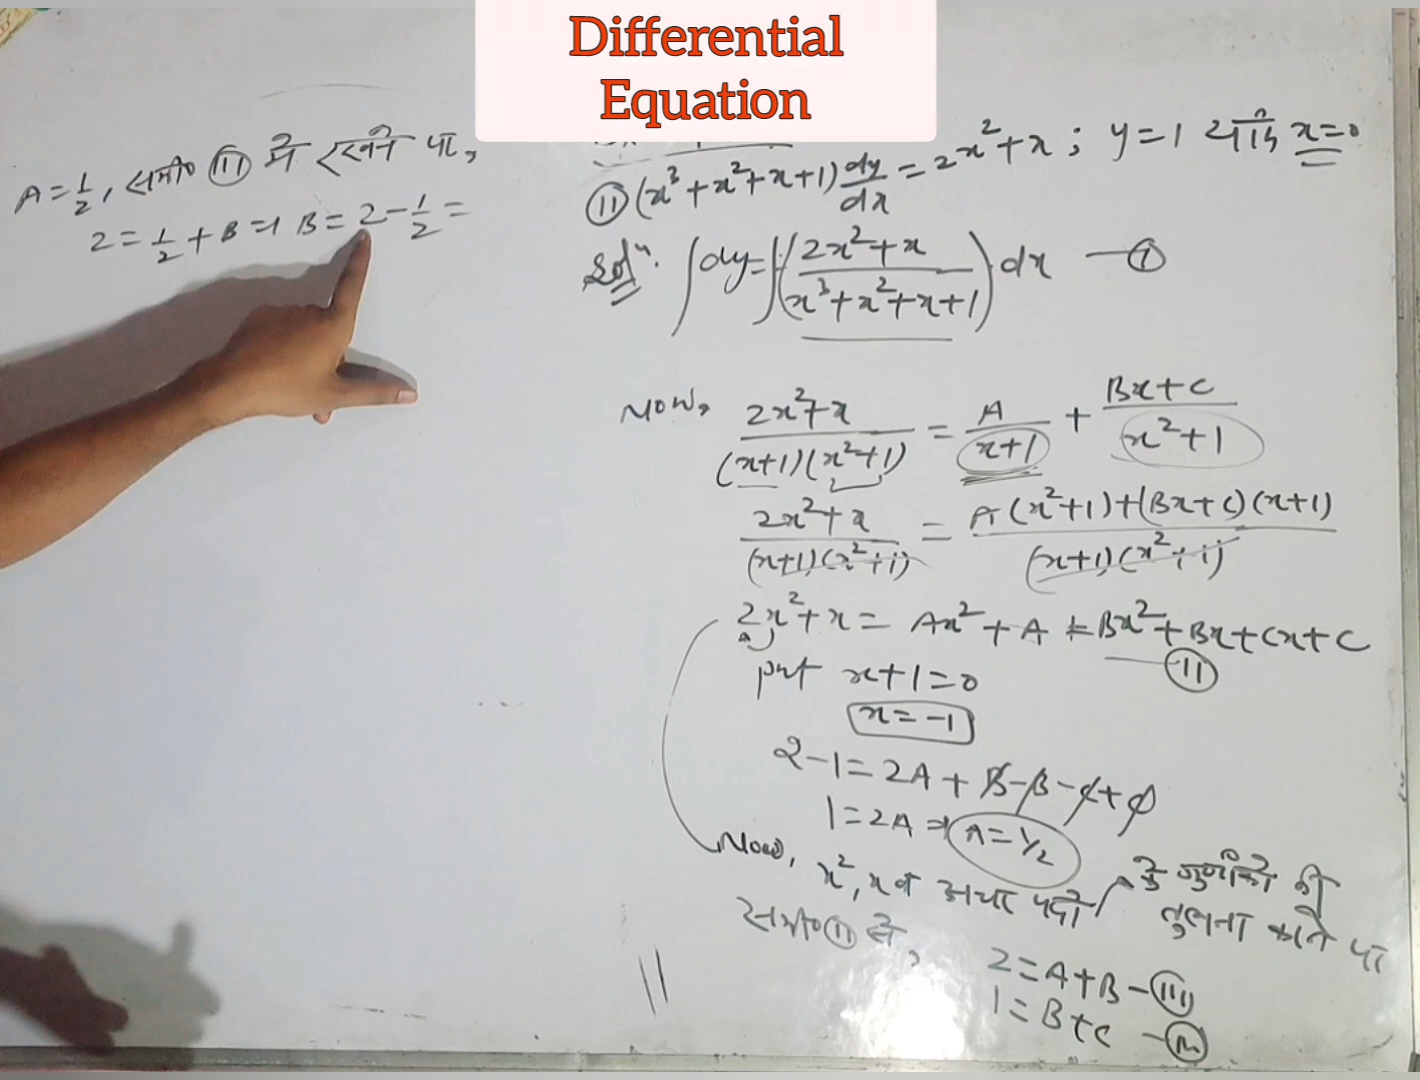 Differential
Equation
A=1/2, समी० (II) में रखने पर,
2=1/2+B ⇒ B=2-1/2=
(11) (x³+x²+x+1) dy/dx = 2x²+x ; y=1 यदि x=0
Solⁿ. ∫dy=∫(2x²+x / x³+x²+x+1) dx —(I)
Now, 2x²+x / (x+1)(x²+1) = A / x+1 + Bx+C / x²+1
2x²+x / (x+1)(x²+1) = A(x²+1)+(Bx+C)(x+1) / (x+1)(x²+1)
2x²+x = Ax²+A+Bx²+Bx+Cx+C
—(II)
put x+1=0
x=-1
2-1=2A+B-B-C+C
1=2A ⇒ A=1/2
Now, x², x व अचर पदों के गुणांकों की
समी० (II) से, तुलना करने पर
2=A+B —(III)
1=B+C —(IV)